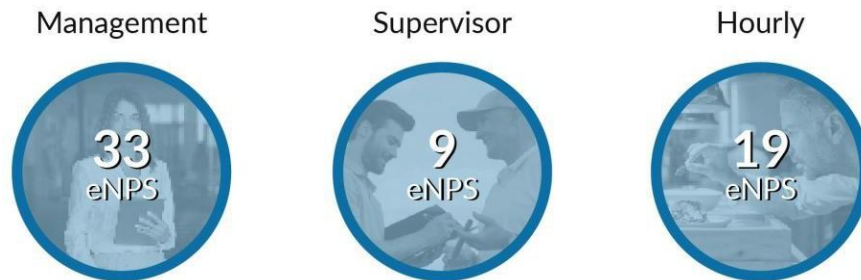 Management
Supervisor
Hourly
33
eNPS
9
eNPS
19
eNPS